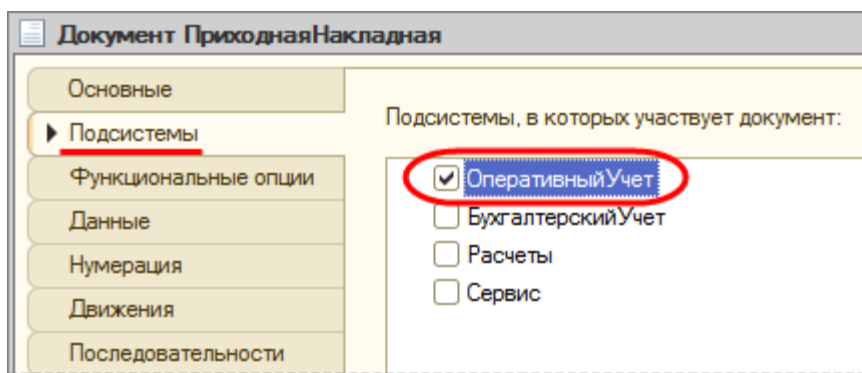 Документ ПриходнаяНакладная
Основные
Подсистемы
Функциональные опции
Данные
Нумерация
Движения
Последовательности
Подсистемы, в которых участвует документ:
ОперативныйУчет
БухгалтерскийУчет
Расчеты
Сервис